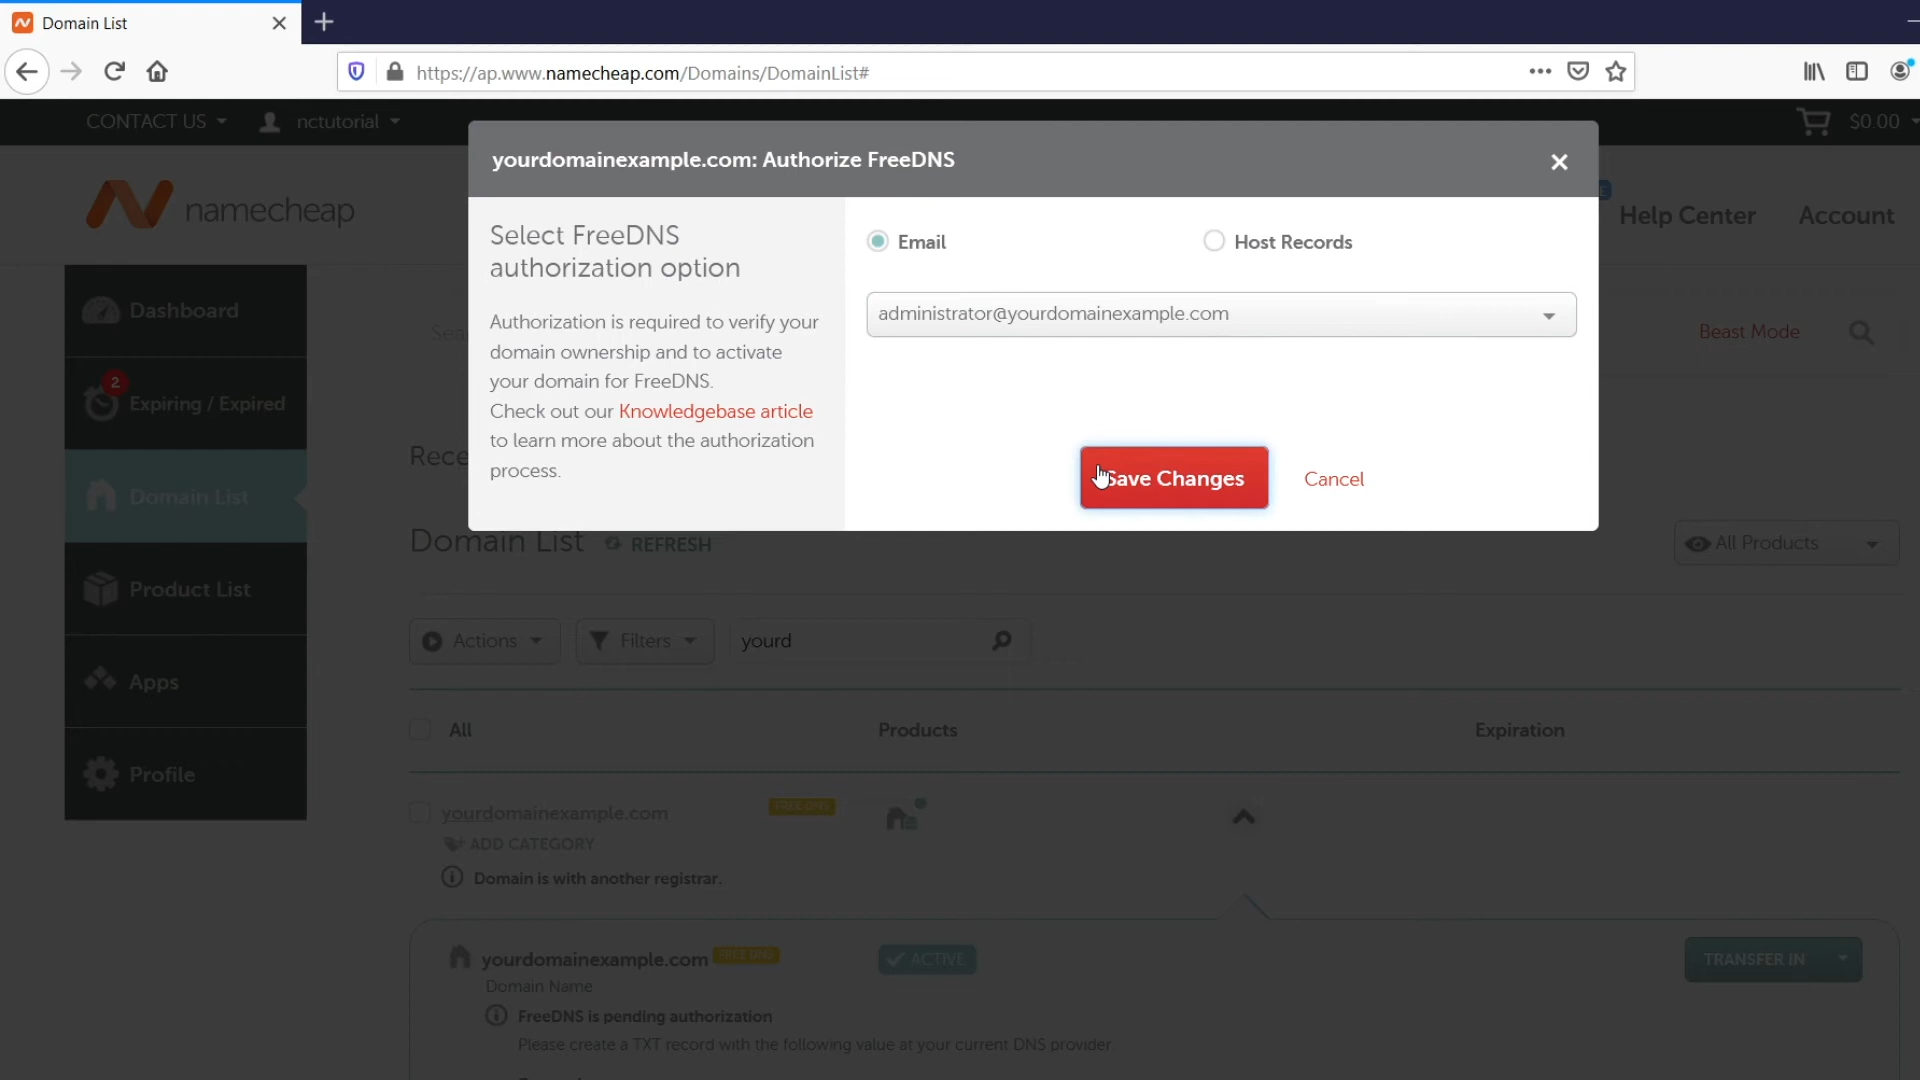 Domain List
https://ap.www.namecheap.com/Domains/DomainList#
CONTACT US
nctutorial
$0.00
namecheap
Help Center
Account
yourdomainexample.com: Authorize FreeDNS
Select FreeDNS
authorization option
Authorization is required to verify your
domain ownership and to activate
your domain for FreeDNS.
Check out our Knowledgebase article
to learn more about the authorization
process.
Email
Host Records
administrator@yourdomainexample.com
Save Changes
Cancel
Dashboard
2
Expiring / Expired
Domain List
Product List
Apps
Profile
Sea
Beast Mode
Rece
Domain List
REFRESH
All Products
Actions
Filters
yourd
All
Products
Expiration
yourdomainexample.com
FREE DNS
ADD CATEGORY
Domain is with another registrar.
yourdomainexample.com
FREE DNS
ACTIVE
TRANSFER IN
Domain Name
FreeDNS is pending authorization
Please create a TXT record with the following value at your current DNS provider